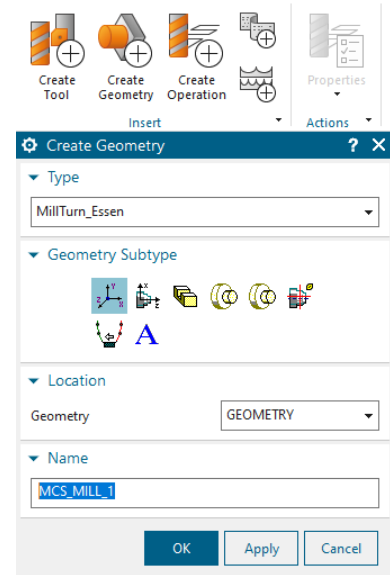 Create Tool
Create Geometry
Create Operation
Properties
Insert
Actions
Create Geometry
? X
Type
MillTurn_Essen
Geometry Subtype
A
Location
Geometry
GEOMETRY
Name
MCS_MILL_1
OK
Apply
Cancel